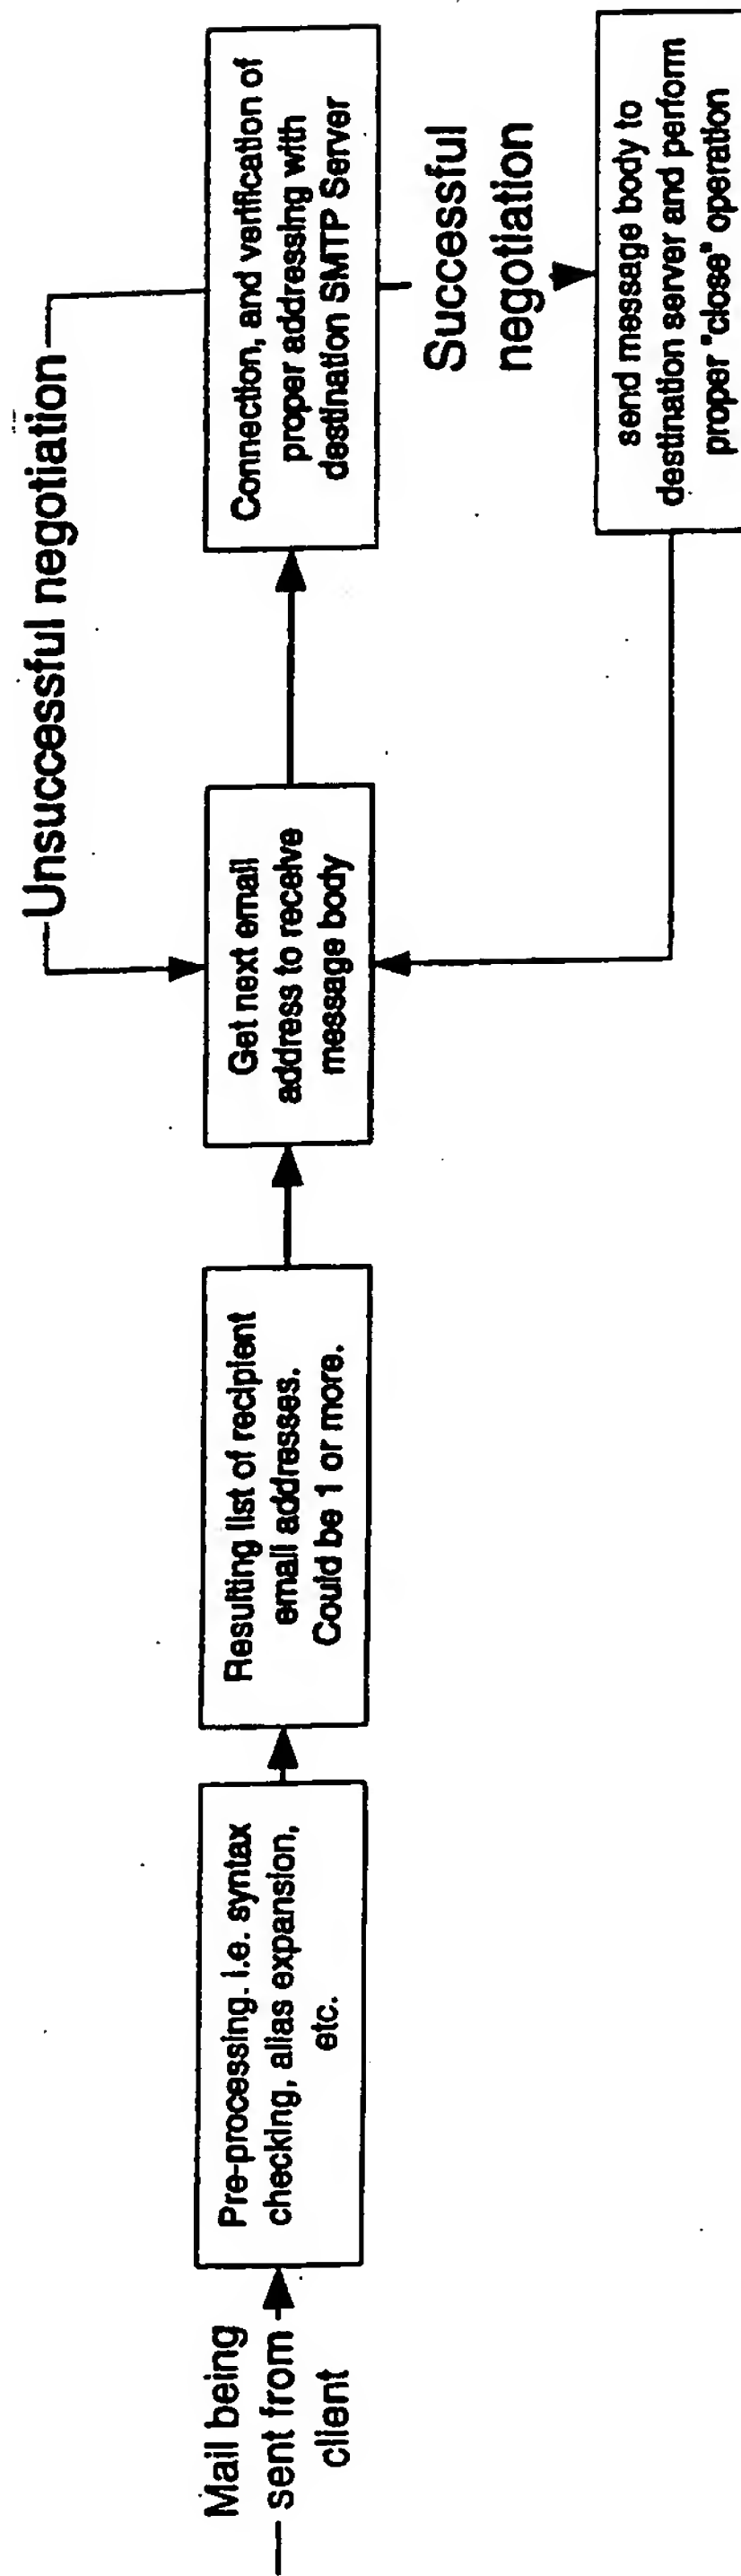 Mail being
sent from
client
Pre-processing. i.e. syntax
checking, alias expansion,
etc.
Resulting list of recipient
email addresses.
Could be 1 or more.
Get next email
address to receive
message body
Unsuccessful negotiation
Connection, and verification of
proper addressing with
destination SMTP Server
Successful
negotiation
send message body to
destination server and perform
proper "close" operation